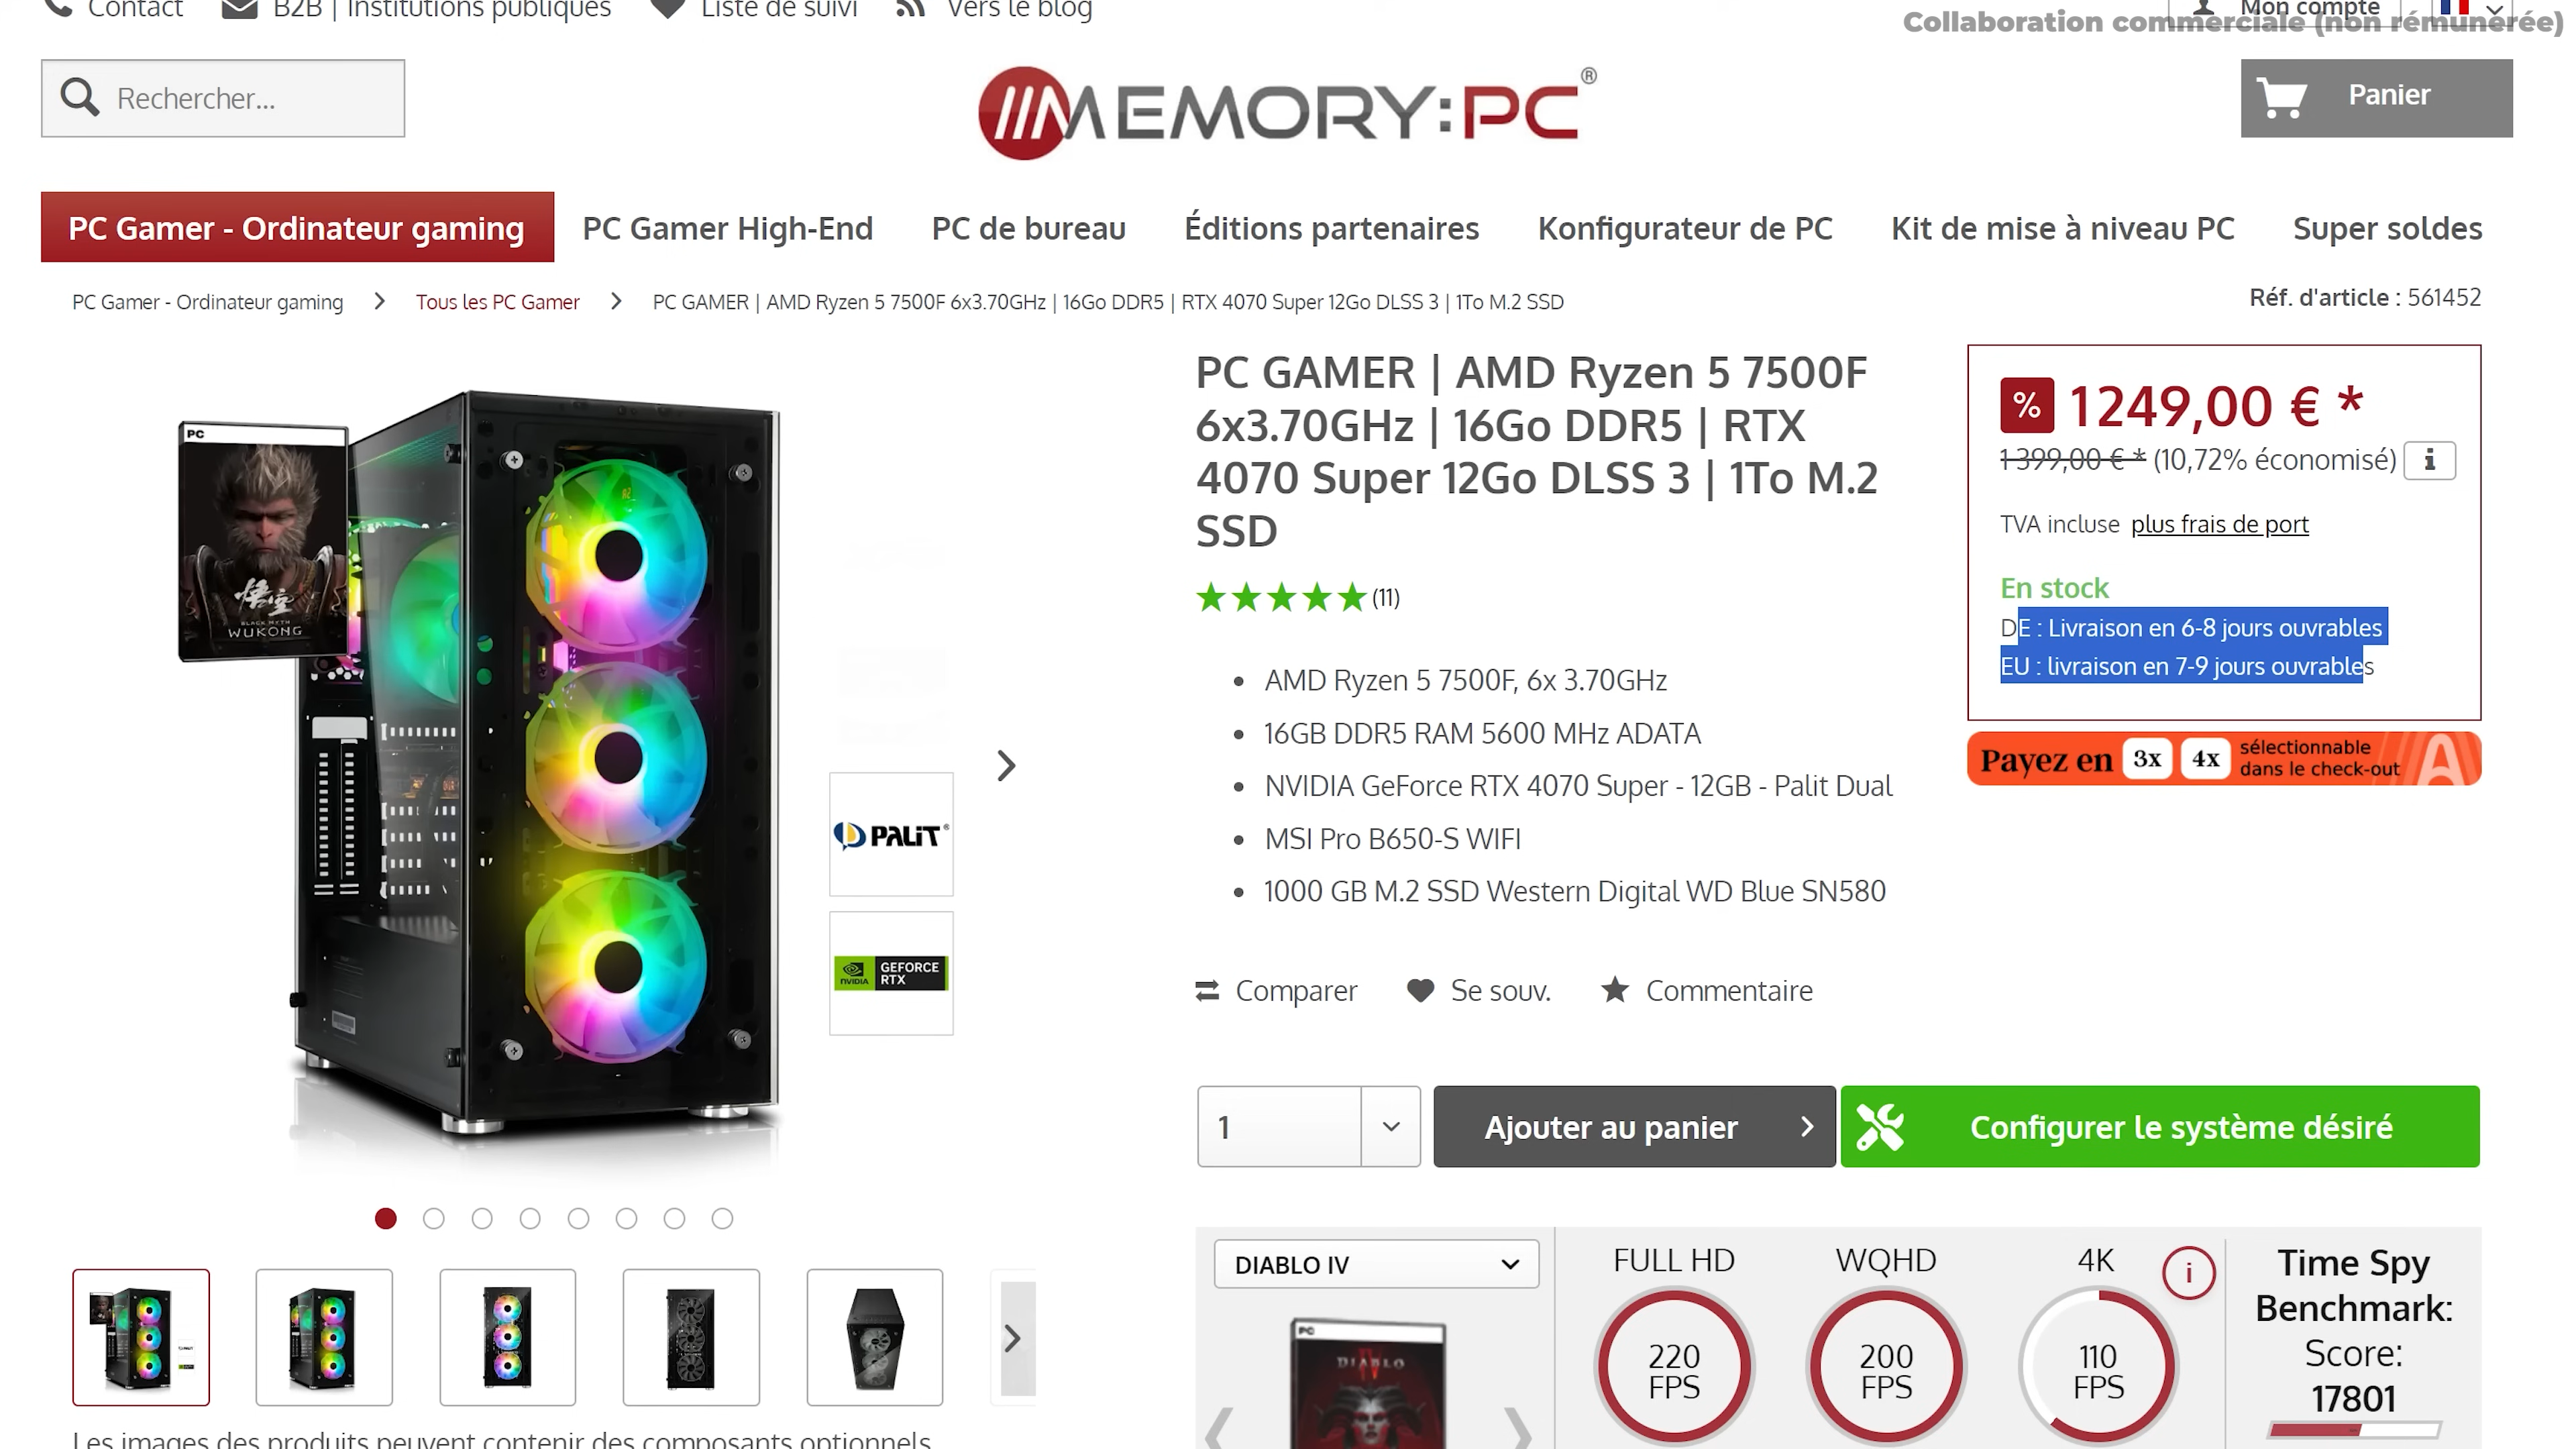 Contact
B2B | Institutions publiques
Liste de suivi
Vers le blog
Mon compte
Collaboration commerciale (non rémunérée)
Rechercher...
MEMORY:PC®
Panier
PC Gamer - Ordinateur gaming
PC Gamer High-End
PC de bureau
Éditions partenaires
Konfigurateur de PC
Kit de mise à niveau PC
Super soldes
PC Gamer - Ordinateur gaming
Tous les PC Gamer
PC GAMER | AMD Ryzen 5 7500F 6x3.70GHz | 16Go DDR5 | RTX 4070 Super 12Go DLSS 3 | 1To M.2 SSD
Réf. d'article : 561452
PC
悟空
BLACK MYTH
WUKONG
PALIT®
NVIDIA
GEFORCE
RTX
PC GAMER | AMD Ryzen 5 7500F
6x3.70GHz | 16Go DDR5 | RTX
4070 Super 12Go DLSS 3 | 1To M.2
SSD
(11)
AMD Ryzen 5 7500F, 6x 3.70GHz
16GB DDR5 RAM 5600 MHz ADATA
NVIDIA GeForce RTX 4070 Super - 12GB - Palit Dual
MSI Pro B650-S WIFI
1000 GB M.2 SSD Western Digital WD Blue SN580
Comparer
Se souv.
Commentaire
% 1 249,00 € *
1 399,00 € * (10,72% économisé)
TVA incluse plus frais de port
En stock
DE : Livraison en 6-8 jours ouvrables
EU : livraison en 7-9 jours ouvrables
Payez en 3x 4x
sélectionnable
dans le check-out
1
Ajouter au panier
Configurer le système désiré
DIABLO IV
PC
DIABLO
IV
FULL HD
220
FPS
WQHD
200
FPS
4K
110
FPS
Time Spy
Benchmark:
Score:
17801
Les images des produits peuvent contenir des composants optionnels